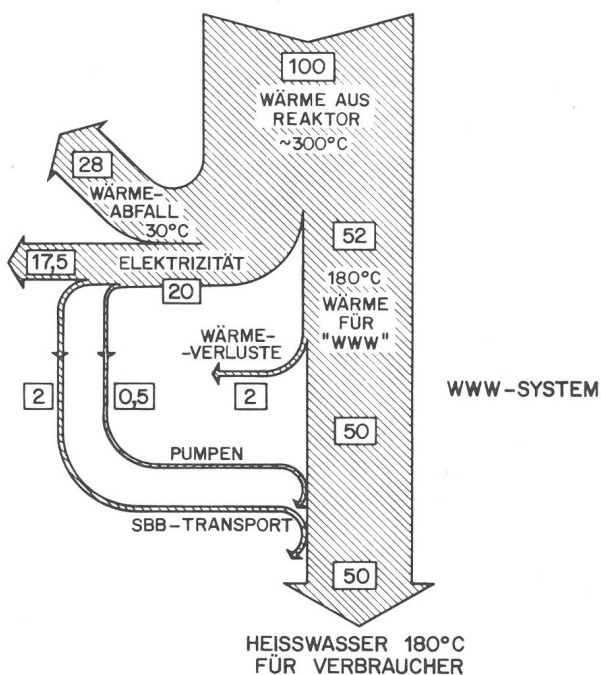 100
WÄRME AUS
REAKTOR
~300°C
28
WÄRME-
ABFALL
30°C
17,5
ELEKTRIZITÄT
20
52
180°C
WÄRME
FÜR
"WWW"
WÄRME-
-VERLUSTE
2
0,5
2
WWW-SYSTEM
50
PUMPEN
SBB-TRANSPORT
50
HEISSWASSER 180°C
FÜR VERBRAUCHER